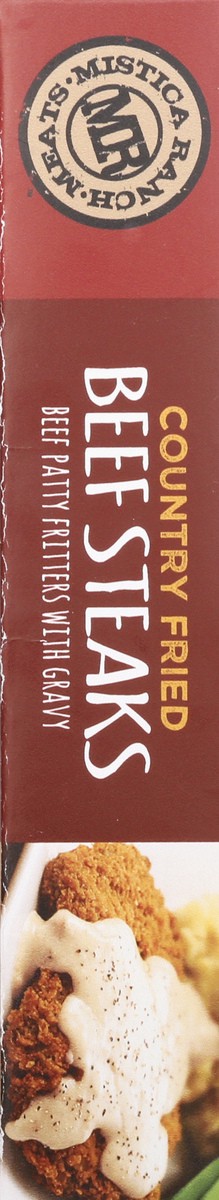 MISTICA RANCH
MEATS
MR
COUNTRY FRIED
BEEF STEAKS
BEEF PATTY FRITTERS WITH GRAVY